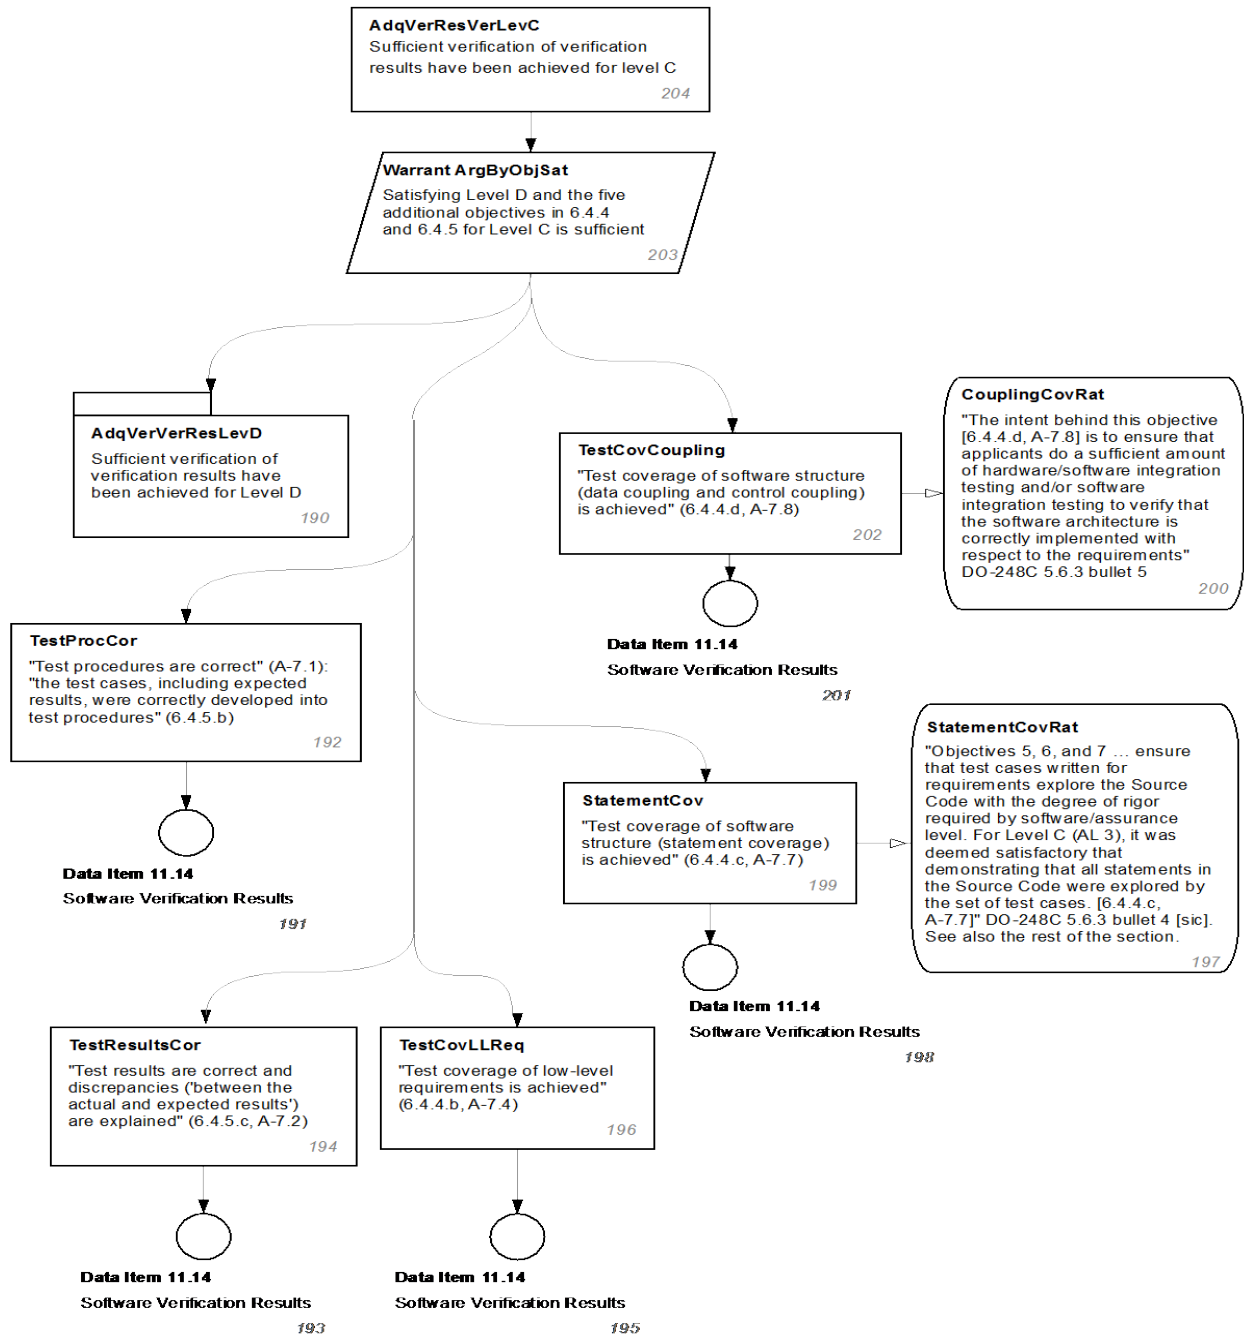 AdqVerResVerLevC
Sufficient verification of verification
results have been achieved for level C
204
Warrant ArgByObjSat
Satisfying Level D and the five
additional objectives in 6.4.4
and 6.4.5 for Level C is sufficient
203
AdqVerVerResLevD
Sufficient verification of
verification results have
been achieved for Level D
190
TestCovCoupling
"Test coverage of software structure
(data coupling and control coupling)
is achieved" (6.4.4.d, A-7.8)
202
CouplingCovRat
"The intent behind this objective
[6.4.4.d, A-7.8] is to ensure that
applicants do a sufficient amount
of hardware/software integration
testing and/or software
integration testing to verify that
the software architecture is
correctly implemented with
respect to the requirements"
DO-248C 5.6.3 bullet 5
200
Data Item 11.14
Software Verification Results
201
TestProcCor
"Test procedures are correct" (A-7.1):
"the test cases, including expected
results, were correctly developed into
test procedures" (6.4.5.b)
192
Data Item 11.14
Software Verification Results
191
StatementCov
"Test coverage of software
structure (statement coverage)
is achieved" (6.4.4.c, A-7.7)
199
StatementCovRat
"Objectives 5, 6, and 7 ... ensure
that test cases written for
requirements explore the Source
Code with the degree of rigor
required by software/assurance
level. For Level C (AL 3), it was
deemed satisfactory that
demonstrating that all statements in
the Source Code were explored by
the set of test cases. [6.4.4.c,
A-7.7]" DO-248C 5.6.3 bullet 4 [sic].
See also the rest of the section.
197
Data Item 11.14
Software Verification Results
198
TestResultsCor
"Test results are correct and
discrepancies ('between the
actual and expected results')
are explained" (6.4.5.c, A-7.2)
194
Data Item 11.14
Software Verification Results
193
TestCovLLReq
"Test coverage of low-level
requirements is achieved"
(6.4.4.b, A-7.4)
196
Data Item 11.14
Software Verification Results
195